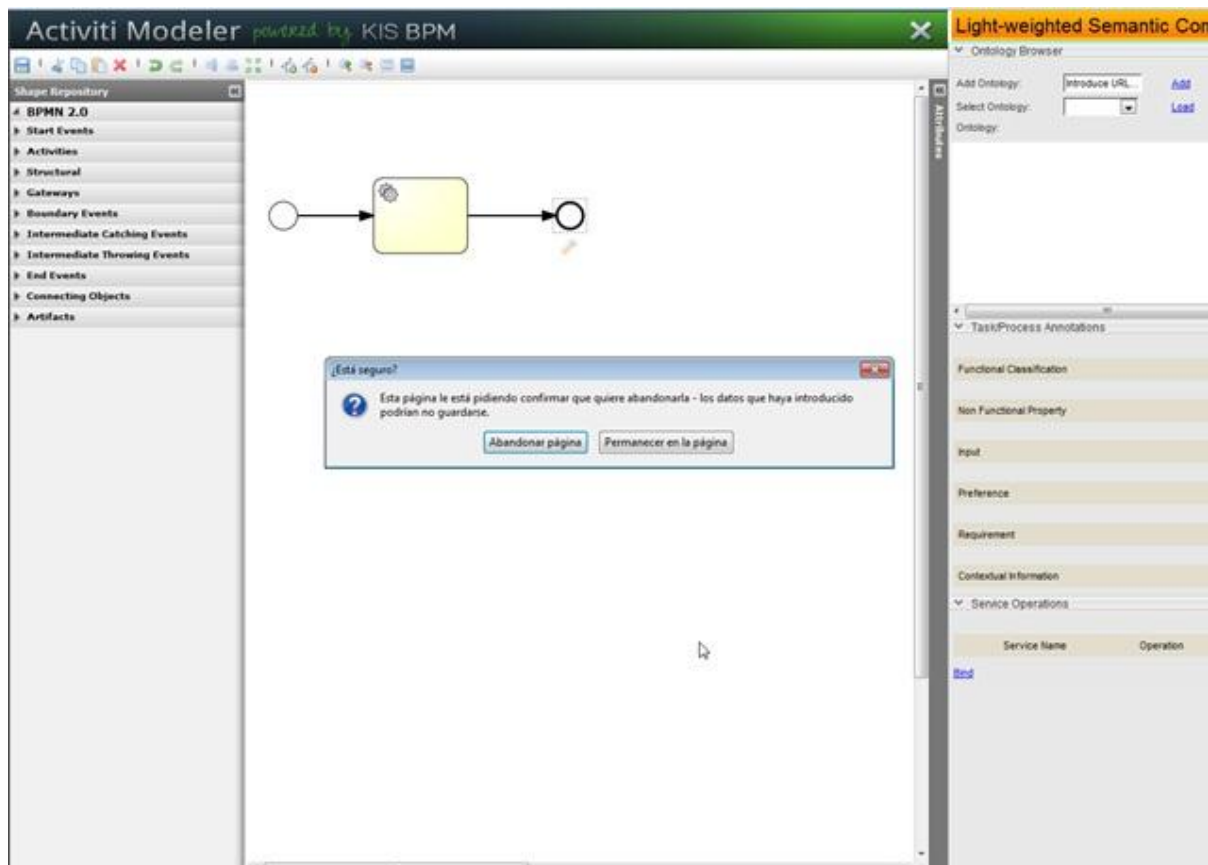 Activiti Modeler powered by KIS BPM
Shape Repository
BPMN 2.0
Start Events
Activities
Structural
Gateways
Boundary Events
Intermediate Catching Events
Intermediate Throwing Events
End Events
Connecting Objects
Artifacts
¿Está seguro?
Esta página le está pidiendo confirmar que quiere abandonarla - los datos que haya introducido
podrían no guardarse.
Abandonar página Permanecer en la página
Attributes
Light-weighted Semantic Com
Ontology Browser
Add Ontology: Introduce URL... Add
Select Ontology: Load
Ontology:
Task/Process Annotations
Functional Classification
Non Functional Property
Input
Preference
Requirement
Contextual Information
Service Operations
Service Name Operation
Bind